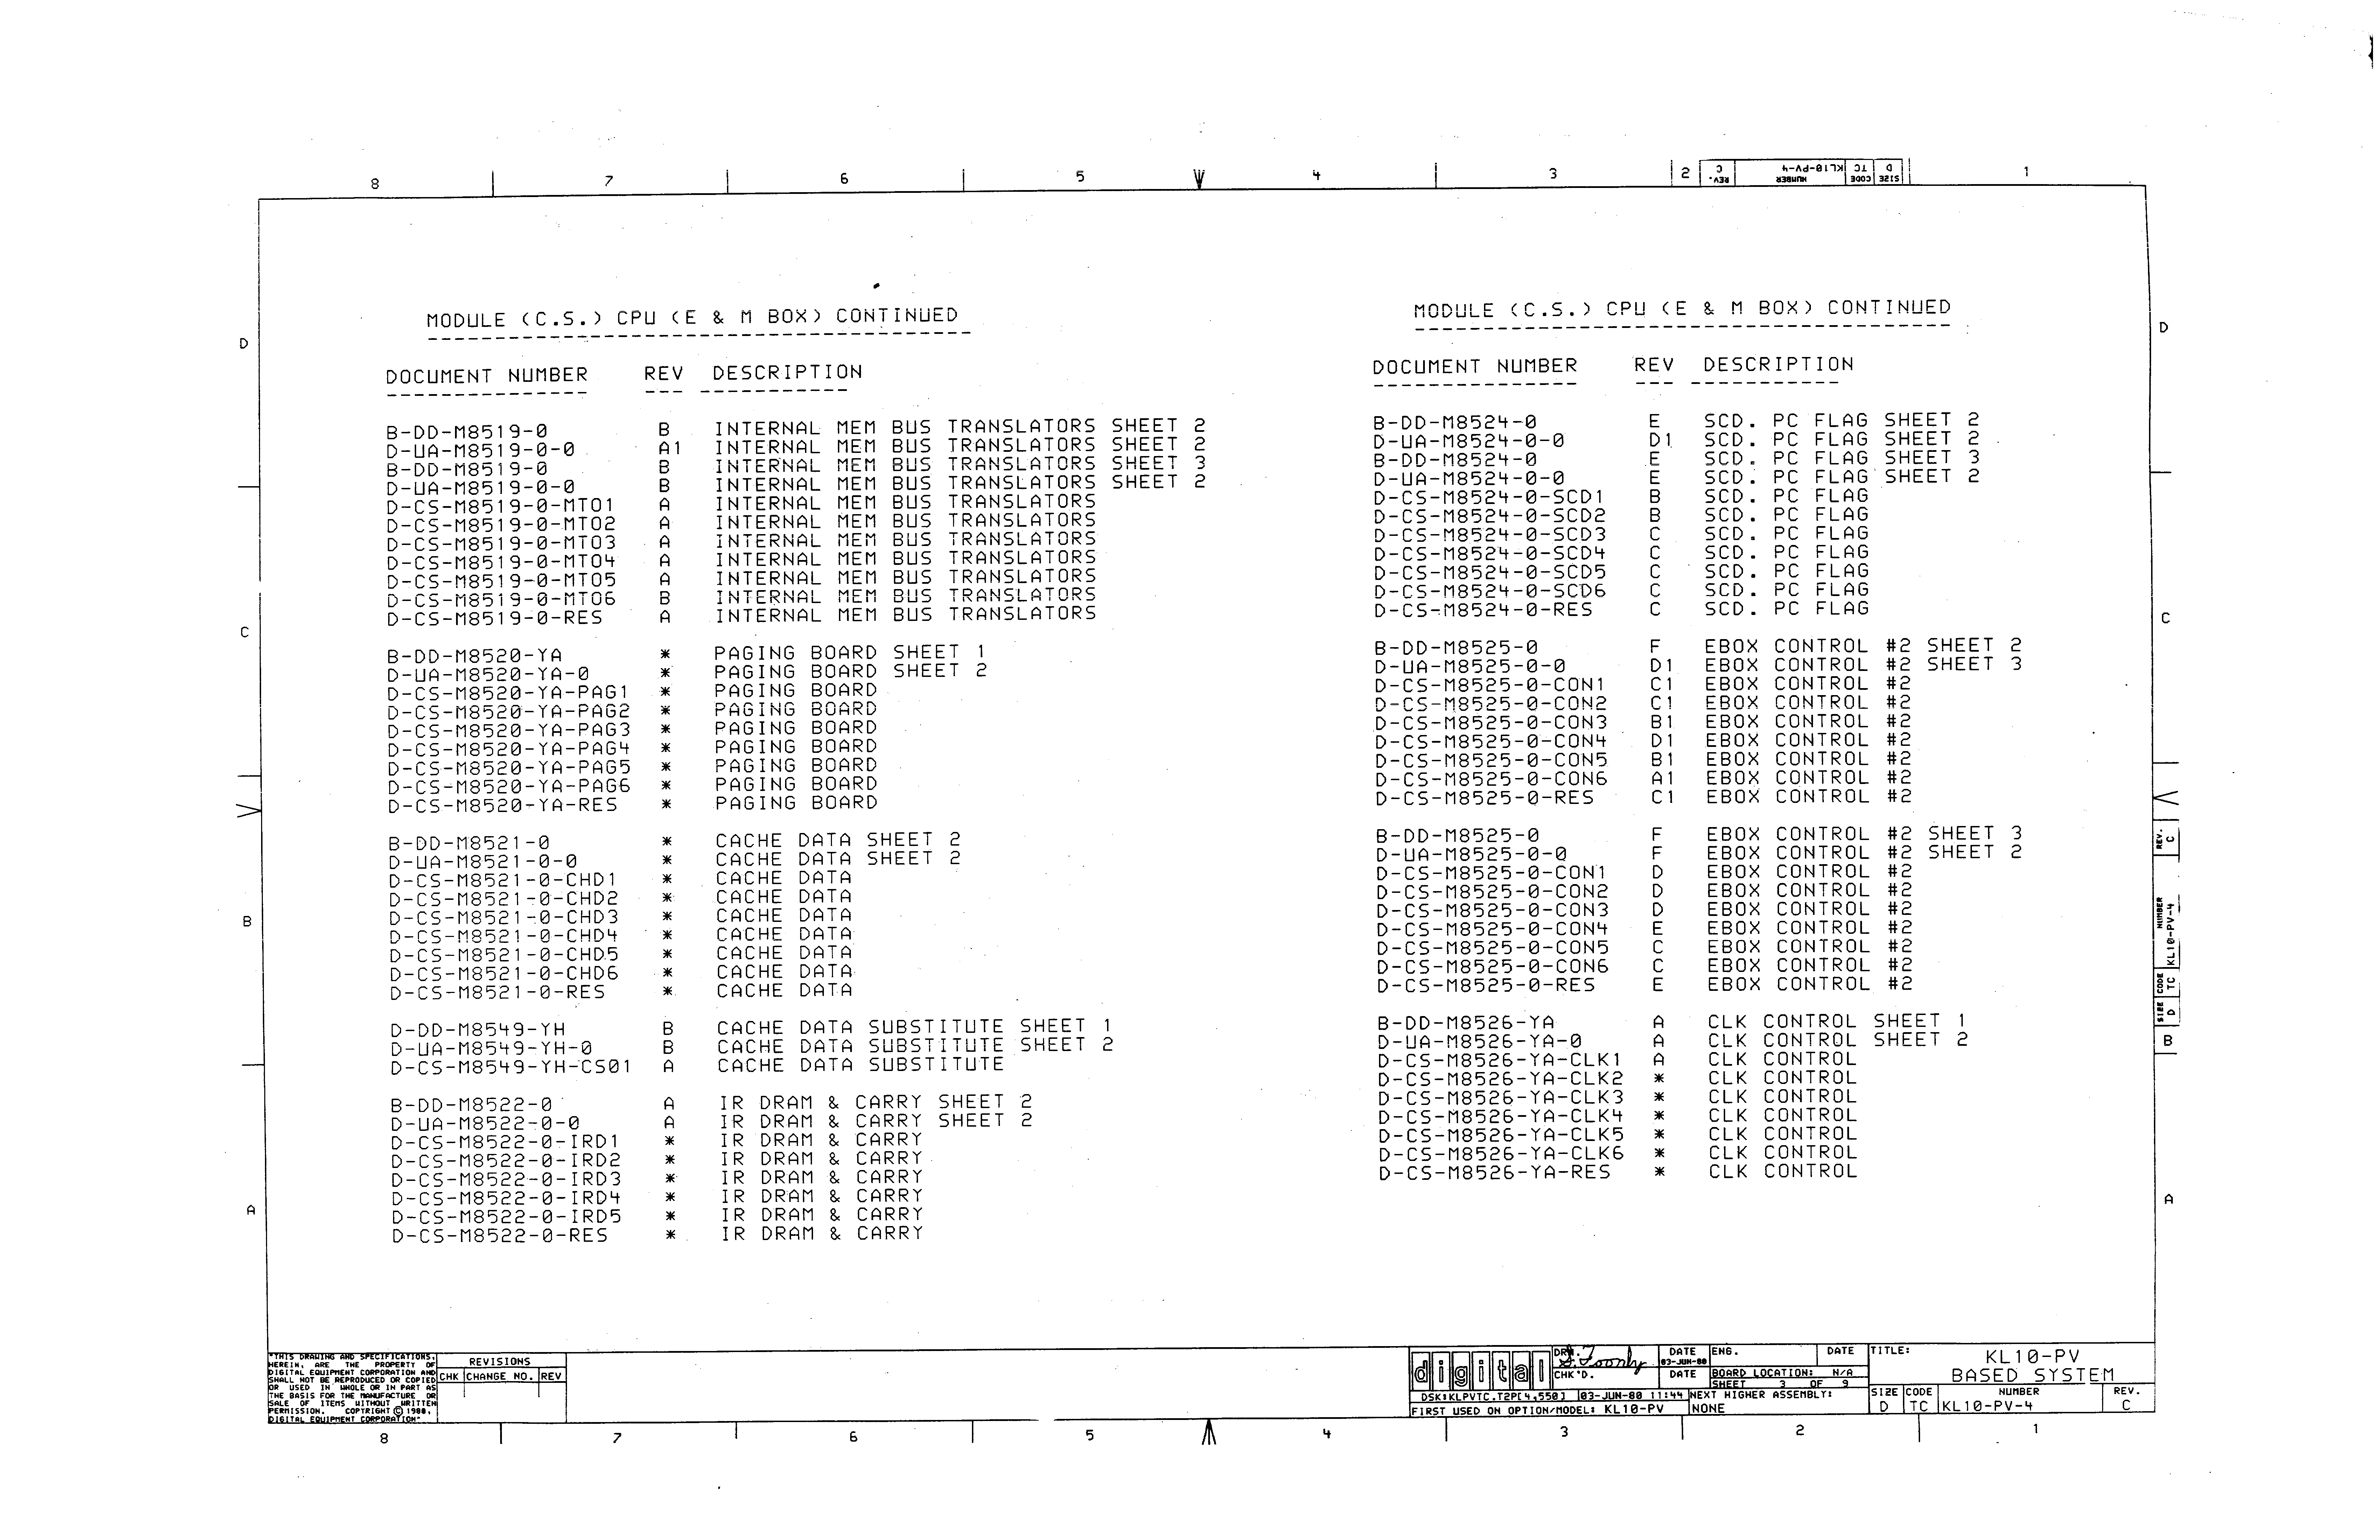 8 7 6 5 4 3 2 1
REV. C NUMBER KL10-PV-4 CODE TC SIZE D
MODULE (C.S.) CPU (E & M BOX) CONTINUED
DOCUMENT NUMBER REV DESCRIPTION
B-DD-M8519-0 B INTERNAL MEM BUS TRANSLATORS SHEET 2
D-UA-M8519-0-0 A1 INTERNAL MEM BUS TRANSLATORS SHEET 2
B-DD-M8519-0 B INTERNAL MEM BUS TRANSLATORS SHEET 3
D-UA-M8519-0-0 B INTERNAL MEM BUS TRANSLATORS SHEET 2
D-CS-M8519-0-MTO1 A INTERNAL MEM BUS TRANSLATORS
D-CS-M8519-0-MTO2 A INTERNAL MEM BUS TRANSLATORS
D-CS-M8519-0-MTO3 A INTERNAL MEM BUS TRANSLATORS
D-CS-M8519-0-MTO4 A INTERNAL MEM BUS TRANSLATORS
D-CS-M8519-0-MTO5 A INTERNAL MEM BUS TRANSLATORS
D-CS-M8519-0-MTO6 B INTERNAL MEM BUS TRANSLATORS
D-CS-M8519-0-RES A INTERNAL MEM BUS TRANSLATORS
B-DD-M8520-YA * PAGING BOARD SHEET 1
D-UA-M8520-YA-0 * PAGING BOARD SHEET 2
D-CS-M8520-YA-PAG1 * PAGING BOARD
D-CS-M8520-YA-PAG2 * PAGING BOARD
D-CS-M8520-YA-PAG3 * PAGING BOARD
D-CS-M8520-YA-PAG4 * PAGING BOARD
D-CS-M8520-YA-PAG5 * PAGING BOARD
D-CS-M8520-YA-PAG6 * PAGING BOARD
D-CS-M8520-YA-RES * PAGING BOARD
B-DD-M8521-0 * CACHE DATA SHEET 2
D-UA-M8521-0-0 * CACHE DATA SHEET 2
D-CS-M8521-0-CHD1 * CACHE DATA
D-CS-M8521-0-CHD2 * CACHE DATA
D-CS-M8521-0-CHD3 * CACHE DATA
D-CS-M8521-0-CHD4 * CACHE DATA
D-CS-M8521-0-CHD5 * CACHE DATA
D-CS-M8521-0-CHD6 * CACHE DATA
D-CS-M8521-0-RES * CACHE DATA
D-DD-M8549-YH B CACHE DATA SUBSTITUTE SHEET 1
D-UA-M8549-YH-0 B CACHE DATA SUBSTITUTE SHEET 2
D-CS-M8549-YH-CS01 A CACHE DATA SUBSTITUTE
B-DD-M8522-0 A IR DRAM & CARRY SHEET 2
D-UA-M8522-0-0 A IR DRAM & CARRY SHEET 2
D-CS-M8522-0-IRD1 * IR DRAM & CARRY
D-CS-M8522-0-IRD2 * IR DRAM & CARRY
D-CS-M8522-0-IRD3 * IR DRAM & CARRY
D-CS-M8522-0-IRD4 * IR DRAM & CARRY
D-CS-M8522-0-IRD5 * IR DRAM & CARRY
D-CS-M8522-0-RES * IR DRAM & CARRY
MODULE (C.S.) CPU (E & M BOX) CONTINUED
DOCUMENT NUMBER REV DESCRIPTION
B-DD-M8524-0 E SCD. PC FLAG SHEET 2
D-UA-M8524-0-0 D1 SCD. PC FLAG SHEET 2
B-DD-M8524-0 E SCD. PC FLAG SHEET 3
D-UA-M8524-0-0 E SCD. PC FLAG SHEET 2
D-CS-M8524-0-SCD1 B SCD. PC FLAG
D-CS-M8524-0-SCD2 B SCD. PC FLAG
D-CS-M8524-0-SCD3 C SCD. PC FLAG
D-CS-M8524-0-SCD4 C SCD. PC FLAG
D-CS-M8524-0-SCD5 C SCD. PC FLAG
D-CS-M8524-0-SCD6 C SCD. PC FLAG
D-CS-M8524-0-RES C SCD. PC FLAG
B-DD-M8525-0 F EBOX CONTROL #2 SHEET 2
D-UA-M8525-0-0 D1 EBOX CONTROL #2 SHEET 3
D-CS-M8525-0-CON1 C1 EBOX CONTROL #2
D-CS-M8525-0-CON2 C1 EBOX CONTROL #2
D-CS-M8525-0-CON3 B1 EBOX CONTROL #2
D-CS-M8525-0-CON4 D1 EBOX CONTROL #2
D-CS-M8525-0-CON5 B1 EBOX CONTROL #2
D-CS-M8525-0-CON6 A1 EBOX CONTROL #2
D-CS-M8525-0-RES C1 EBOX CONTROL #2
B-DD-M8525-0 F EBOX CONTROL #2 SHEET 3
D-UA-M8525-0-0 F EBOX CONTROL #2 SHEET 2
D-CS-M8525-0-CON1 D EBOX CONTROL #2
D-CS-M8525-0-CON2 D EBOX CONTROL #2
D-CS-M8525-0-CON3 D EBOX CONTROL #2
D-CS-M8525-0-CON4 E EBOX CONTROL #2
D-CS-M8525-0-CON5 C EBOX CONTROL #2
D-CS-M8525-0-CON6 C EBOX CONTROL #2
D-CS-M8525-0-RES E EBOX CONTROL #2
B-DD-M8526-YA A CLK CONTROL SHEET 1
D-UA-M8526-YA-0 A CLK CONTROL SHEET 2
D-CS-M8526-YA-CLK1 A CLK CONTROL
D-CS-M8526-YA-CLK2 * CLK CONTROL
D-CS-M8526-YA-CLK3 * CLK CONTROL
D-CS-M8526-YA-CLK4 * CLK CONTROL
D-CS-M8526-YA-CLK5 * CLK CONTROL
D-CS-M8526-YA-CLK6 * CLK CONTROL
D-CS-M8526-YA-RES * CLK CONTROL
D
C
B
A
D
C
B
A
REV. C
NUMBER KL10-PV-4
SIZE D CODE TC
"THIS DRAWING AND SPECIFICATIONS,
HEREIN, ARE THE PROPERTY OF
DIGITAL EQUIPMENT CORPORATION AND
SHALL NOT BE REPRODUCED OR COPIED
OR USED IN WHOLE OR IN PART AS
THE BASIS FOR THE MANUFACTURE OR
SALE OF ITEMS WITHOUT WRITTEN
PERMISSION. COPYRIGHT © 1980,
DIGITAL EQUIPMENT CORPORATION"
REVISIONS
CHK CHANGE NO. REV
digital
DRN. DATE 03-JUN-80
CHK'D. DATE
ENG. DATE
BOARD LOCATION: N/A
SHEET 3 OF 9
DSK:KLPVTC.T2P[4,550] 03-JUN-80 11:44 NEXT HIGHER ASSEMBLY:
FIRST USED ON OPTION/MODEL: KL10-PV NONE
TITLE: KL10-PV
BASED SYSTEM
SIZE CODE NUMBER REV.
D TC KL10-PV-4 C
8 7 6 5 4 3 2 1